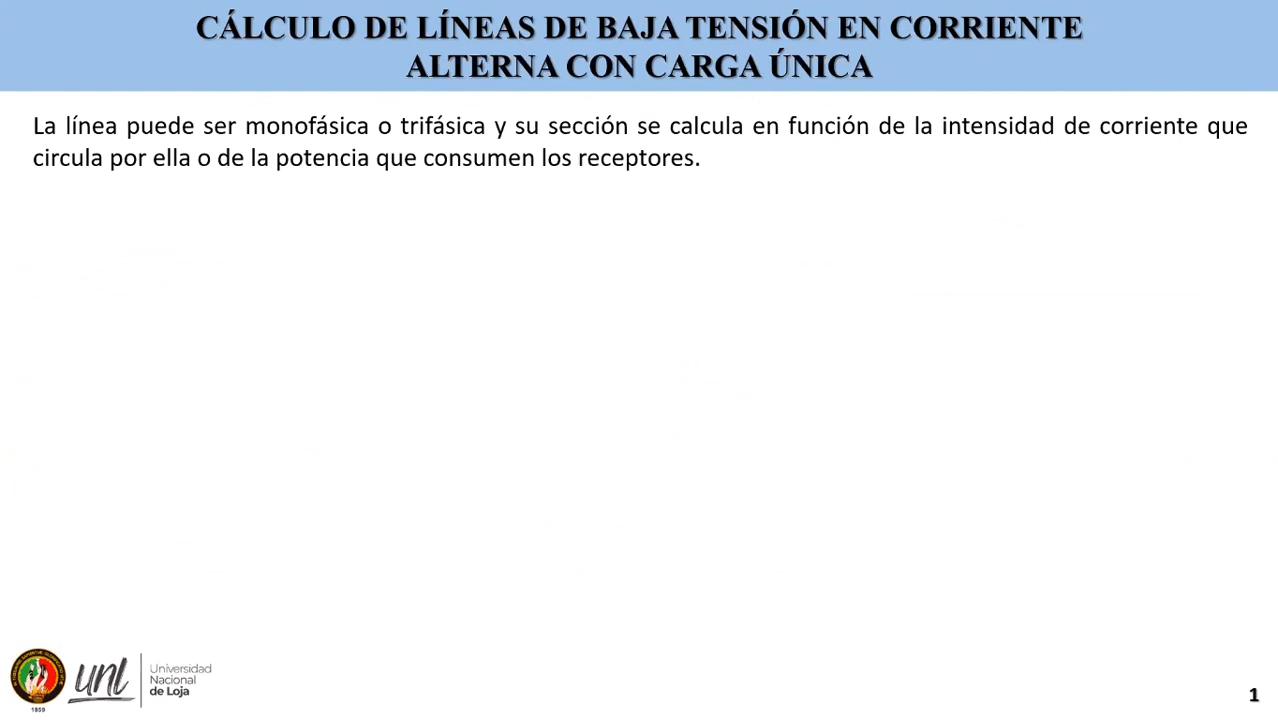 CÁLCULO DE LÍNEAS DE BAJA TENSIÓN EN CORRIENTE
ALTERNA CON CARGA ÚNICA
La línea puede ser monofásica o trifásica y su sección se calcula en función de la intensidad de corriente que
circula por ella o de la potencia que consumen los receptores.
unl
Universidad
Nacional
de Loja
1859
1